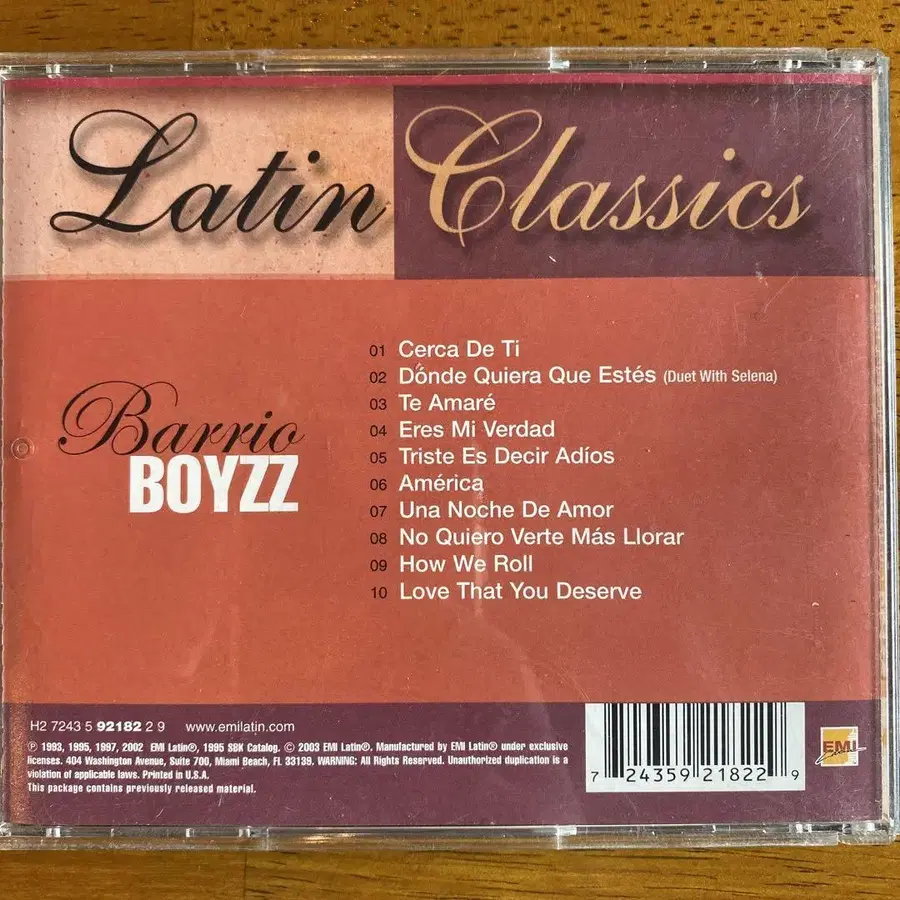 Latin Classics
Barrio
BOYZZ
01 Cerca De Ti
02 Dónde Quiera Que Estés (Duet With Selena)
03 Te Amaré
04 Eres Mi Verdad
05 Triste Es Decir Adíos
06 América
07 Una Noche De Amor
08 No Quiero Verte Más Llorar
09 How We Roll
10 Love That You Deserve
H2 7243 5 92182 2 9 www.emilatin.com
℗ 1993, 1995, 1997, 2002 EMI Latin®, 1995 SBK Catalog. © 2003 EMI Latin®. Manufactured by EMI Latin® under exclusive
licenses. 404 Washington Avenue, Suite 700, Miami Beach, FL 33139. WARNING: All Rights Reserved. Unauthorized duplication is a
violation of applicable laws. Printed in U.S.A.
This package contains previously released material.
7 24359 21822 9
EMI